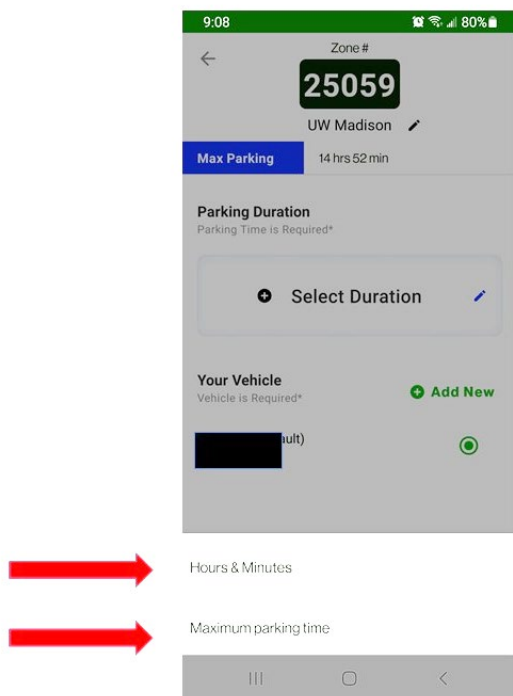 9:08 80%
Zone #
25059
UW Madison
Max Parking 14 hrs 52 min
Parking Duration
Parking Time is Required*
Select Duration
Your Vehicle
Vehicle is Required*
Add New
ault)
Hours & Minutes
Maximum parking time